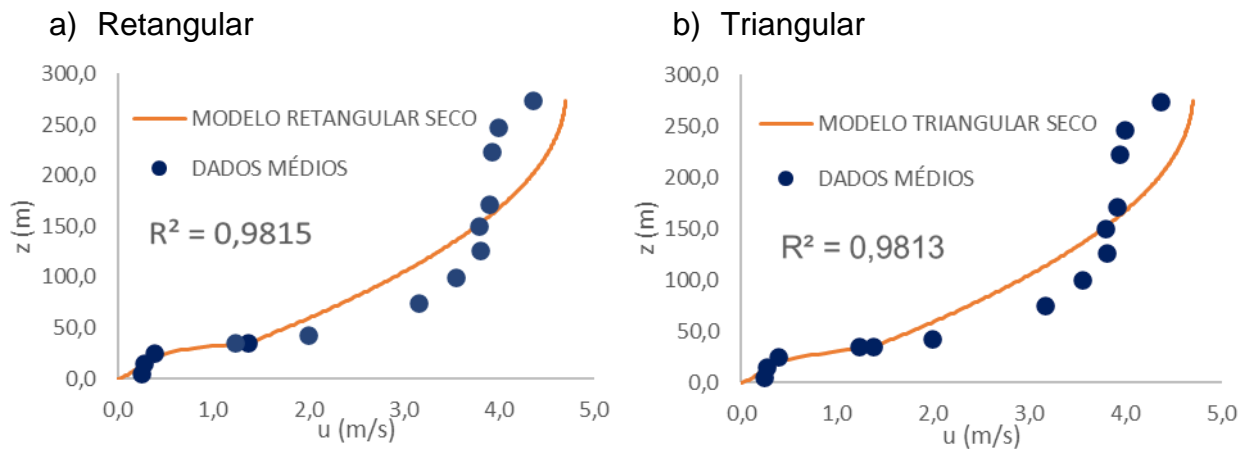 a) Retangular
300,0
250,0
200,0
150,0
100,0
50,0
0,0
z (m)
MODELO RETANGULAR SECO
DADOS MÉDIOS
R² = 0,9815
0,0 1,0 2,0 3,0 4,0 5,0
u (m/s)
b) Triangular
300,0
250,0
200,0
150,0
100,0
50,0
0,0
z (m)
MODELO TRIANGULAR SECO
DADOS MÉDIOS
R² = 0,9813
0,0 1,0 2,0 3,0 4,0 5,0
u (m/s)